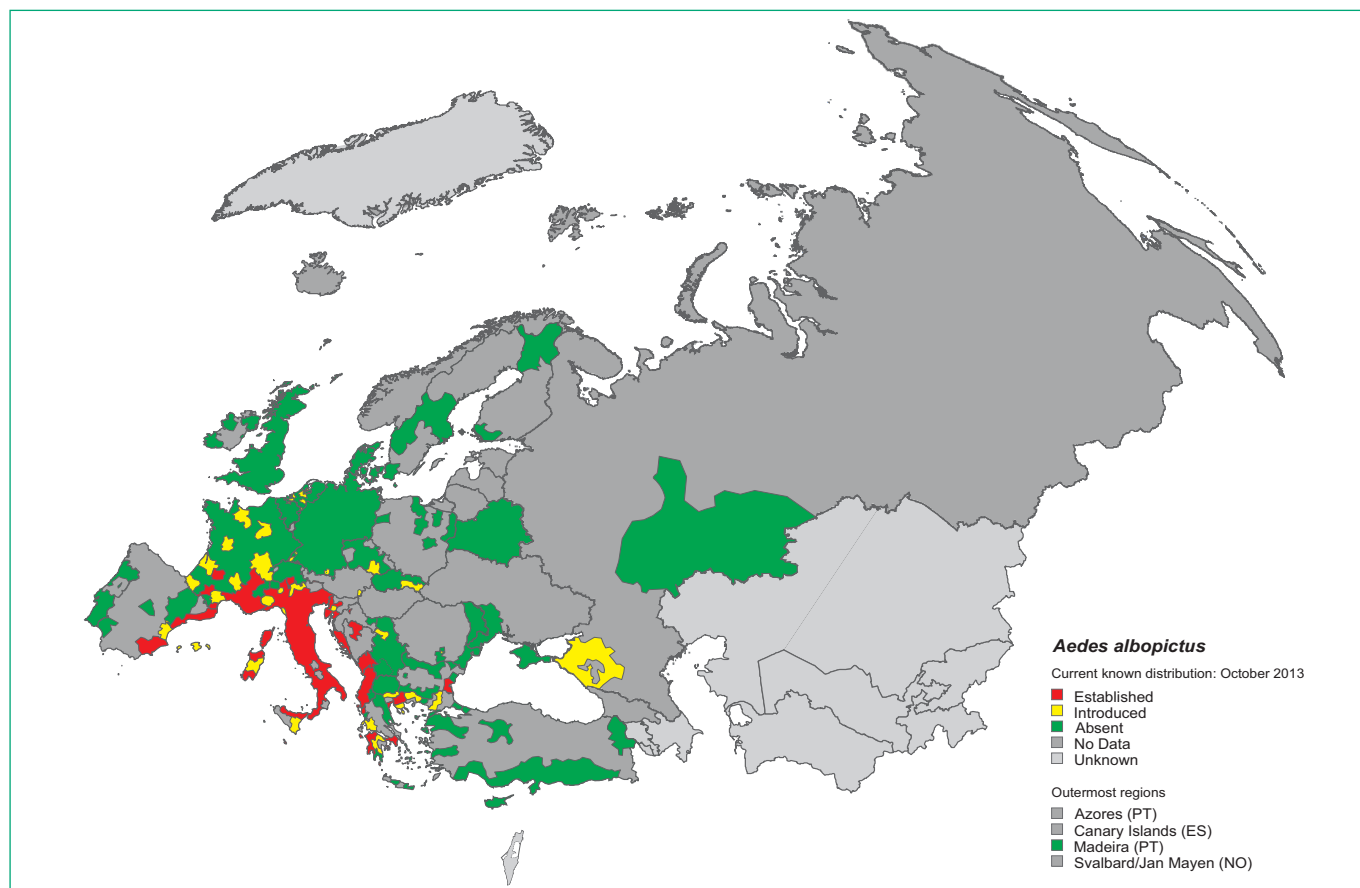 Aedes albopictus
Current known distribution: October 2013
Established
Introduced
Absent
No Data
Unknown
Outermost regions
Azores (PT)
Canary Islands (ES)
Madeira (PT)
Svalbard/Jan Mayen (NO)